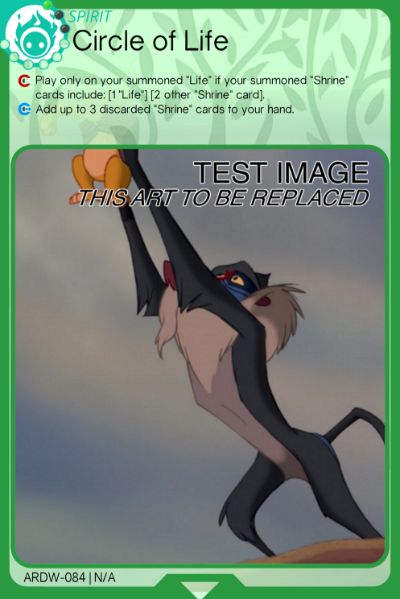 SPIRIT
Circle of Life
C Play only on your summoned "Life" if your summoned "Shrine"
cards include: [1 "Life"] [2 other "Shrine" card].
E Add up to 3 discarded "Shrine" cards to your hand.
TEST IMAGE
THIS ART TO BE REPLACED
ARDW-084 | N/A